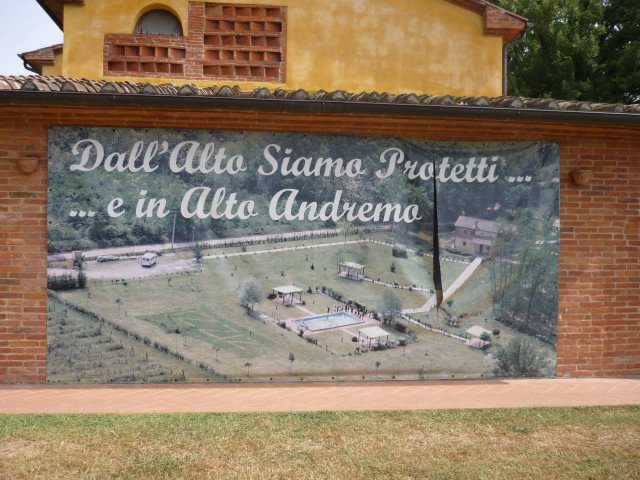 Dall'Alto Siamo Protetti ...
... e in Alto Andremo